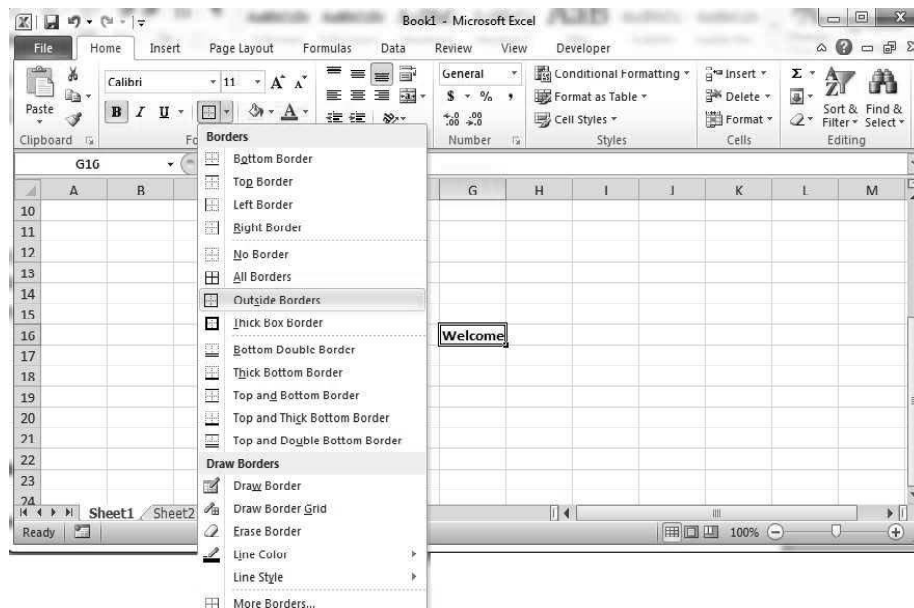 Book1 - Microsoft Excel
File Home Insert Page Layout Formulas Data Review View Developer
Calibri 11 A A General Conditional Formatting Insert Σ
Paste B I U A $ % , Format as Table Delete Sort & Filter Find & Select
.00 .00 Cell Styles Format
Clipboard Number Styles Cells Editing
G16
A B G H I J K L M
10
11
12
13
14
15
16 Welcome
17
18
19
20
21
22
23
24
Borders
Bottom Border
Top Border
Left Border
Right Border
No Border
All Borders
Outside Borders
Thick Box Border
Bottom Double Border
Thick Bottom Border
Top and Bottom Border
Top and Thick Bottom Border
Top and Double Bottom Border
Draw Borders
Draw Border
Draw Border Grid
Erase Border
Line Color
Line Style
More Borders...
Sheet1 Sheet2
Ready 100%